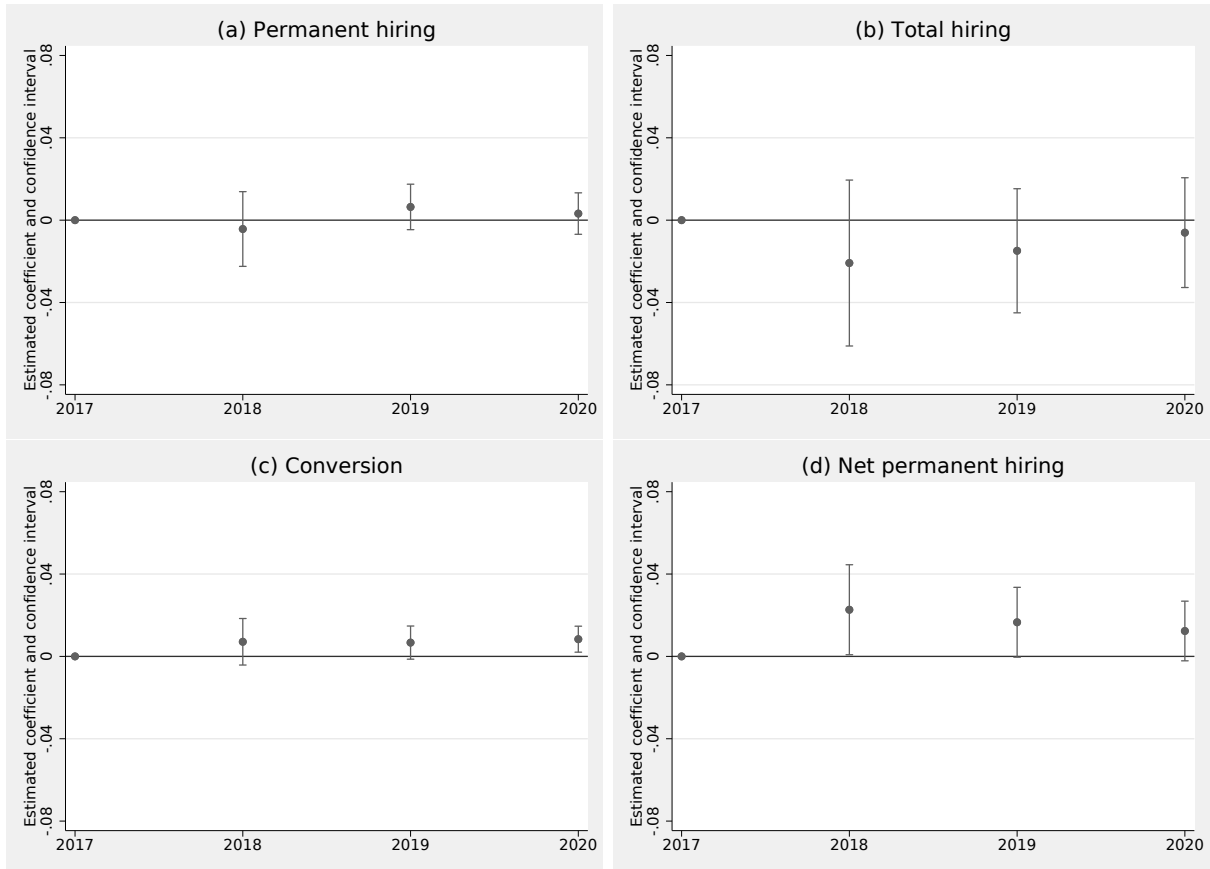 (a) Permanent hiring
Estimated coefficient and confidence interval
.08
.04
0
-.04
-.08
2017 2018 2019 2020
(b) Total hiring
Estimated coefficient and confidence interval
.08
.04
0
-.04
-.08
2017 2018 2019 2020
(c) Conversion
Estimated coefficient and confidence interval
.08
.04
0
-.04
-.08
2017 2018 2019 2020
(d) Net permanent hiring
Estimated coefficient and confidence interval
.08
.04
0
-.04
-.08
2017 2018 2019 2020